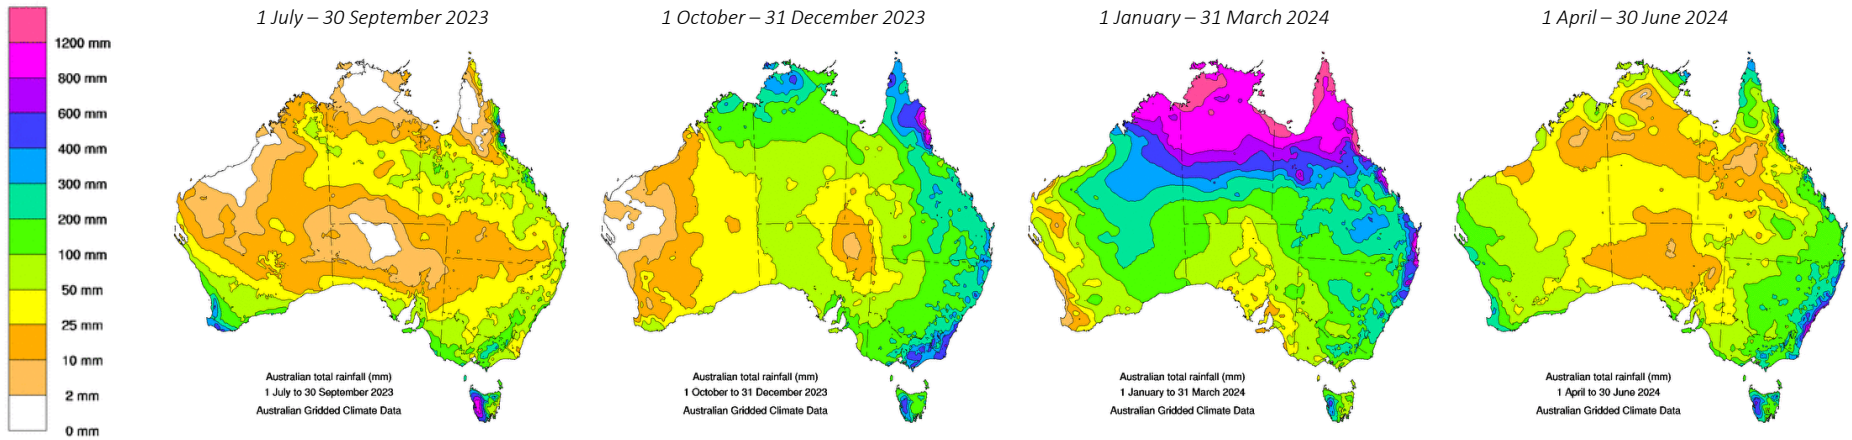 1 July – 30 September 2023
1 October – 31 December 2023
1 January – 31 March 2024
1 April – 30 June 2024
1200 mm
800 mm
600 mm
400 mm
300 mm
200 mm
100 mm
50 mm
25 mm
10 mm
2 mm
0 mm
Australian total rainfall (mm)
1 July to 30 September 2023
Australian Gridded Climate Data
Australian total rainfall (mm)
1 October to 31 December 2023
Australian Gridded Climate Data
Australian total rainfall (mm)
1 January to 31 March 2024
Australian Gridded Climate Data
Australian total rainfall (mm)
1 April to 30 June 2024
Australian Gridded Climate Data